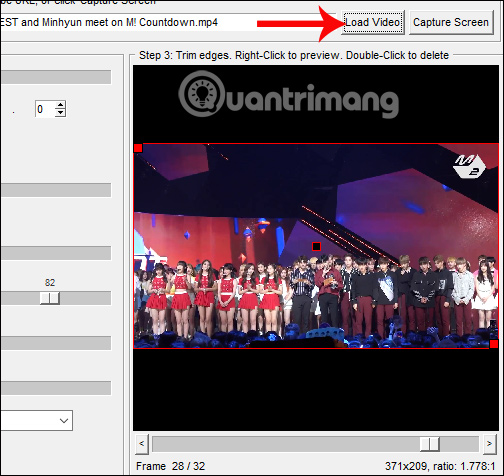 EST and Minhyun meet on M! Countdown.mp4
Load Video
Capture Screen
Step 3: Trim edges. Right-Click to preview. Double-Click to delete
0
Quantrimang
M
2
82
<
>
Frame 28 / 32
371x209, ratio: 1.778:1